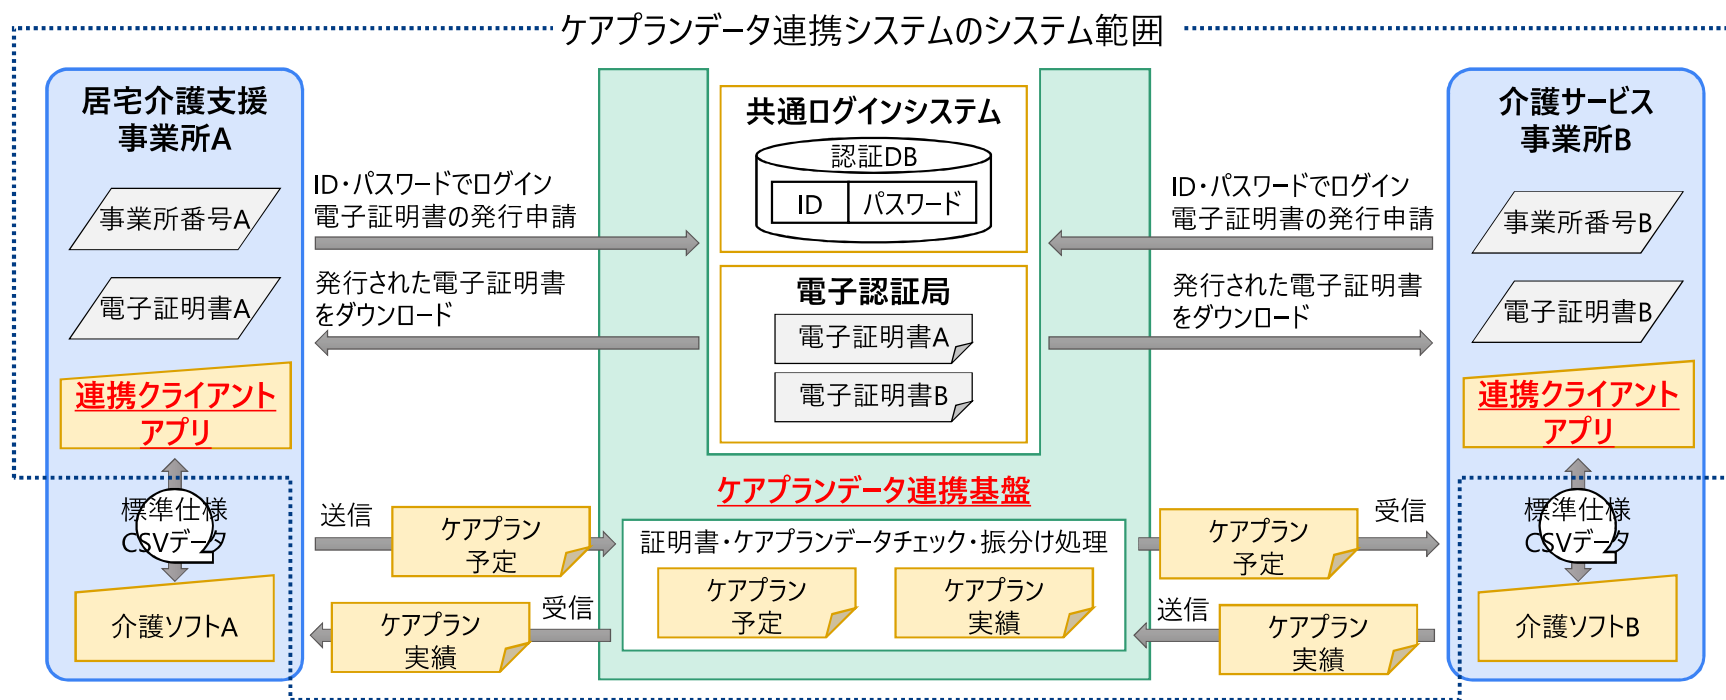 ケアプランデータ連携システムのシステム範囲
居宅介護支援
事業所A
事業所番号A
電子証明書A
連携クライアント
アプリ
標準仕様
CSVデータ
介護ソフトA
ID・パスワードでログイン
電子証明書の発行申請
発行された電子証明書
をダウンロード
送信
ケアプラン
予定
受信
ケアプラン
実績
共通ログインシステム
認証DB
ID
パスワード
電子認証局
電子証明書A
電子証明書B
ケアプランデータ連携基盤
証明書・ケアプランデータチェック・振分け処理
ケアプラン
予定
ケアプラン
実績
ID・パスワードでログイン
電子証明書の発行申請
発行された電子証明書
をダウンロード
受信
ケアプラン
予定
送信
ケアプラン
実績
介護サービス
事業所B
事業所番号B
電子証明書B
連携クライアント
アプリ
標準仕様
CSVデータ
介護ソフトB